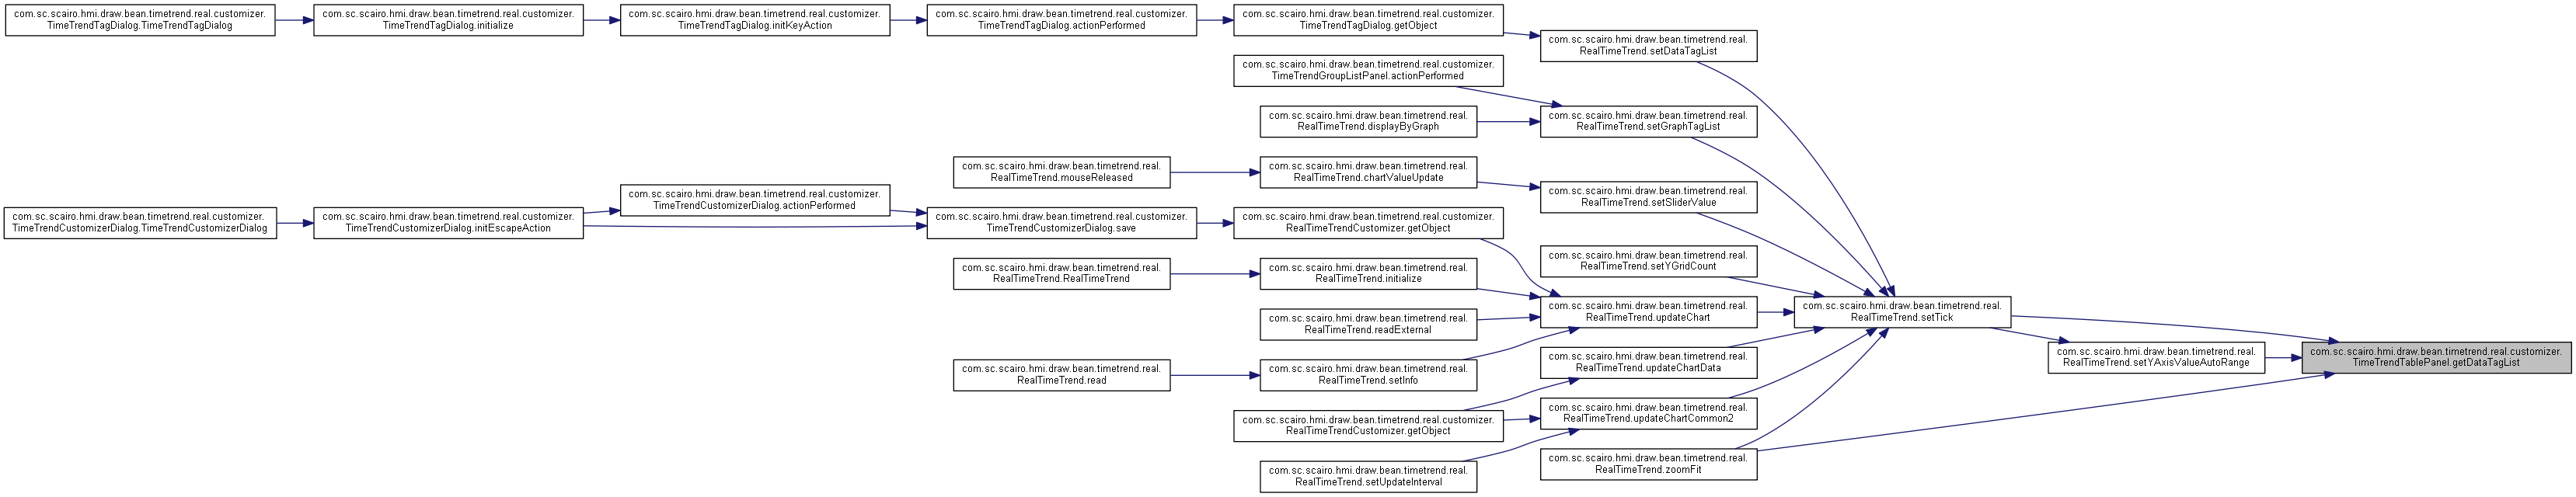 com.sc.scairo.hmi.draw.bean.timetrend.real.customizer.
TimeTrendTagDialog.TimeTrendTagDialog
com.sc.scairo.hmi.draw.bean.timetrend.real.customizer.
TimeTrendTagDialog.initialize
com.sc.scairo.hmi.draw.bean.timetrend.real.customizer.
TimeTrendTagDialog.initKeyAction
com.sc.scairo.hmi.draw.bean.timetrend.real.customizer.
TimeTrendTagDialog.actionPerformed
com.sc.scairo.hmi.draw.bean.timetrend.real.customizer.
TimeTrendTagDialog.getObject
com.sc.scairo.hmi.draw.bean.timetrend.real.
RealTimeTrend.setDataTagList
com.sc.scairo.hmi.draw.bean.timetrend.real.customizer.
TimeTrendGroupListPanel.actionPerformed
com.sc.scairo.hmi.draw.bean.timetrend.real.
RealTimeTrend.displayByGraph
com.sc.scairo.hmi.draw.bean.timetrend.real.
RealTimeTrend.setGraphTagList
com.sc.scairo.hmi.draw.bean.timetrend.real.
RealTimeTrend.mouseReleased
com.sc.scairo.hmi.draw.bean.timetrend.real.
RealTimeTrend.chartValueUpdate
com.sc.scairo.hmi.draw.bean.timetrend.real.
RealTimeTrend.setSliderValue
com.sc.scairo.hmi.draw.bean.timetrend.real.customizer.
TimeTrendCustomizerDialog.TimeTrendCustomizerDialog
com.sc.scairo.hmi.draw.bean.timetrend.real.customizer.
TimeTrendCustomizerDialog.initEscapeAction
com.sc.scairo.hmi.draw.bean.timetrend.real.customizer.
TimeTrendCustomizerDialog.actionPerformed
com.sc.scairo.hmi.draw.bean.timetrend.real.customizer.
TimeTrendCustomizerDialog.save
com.sc.scairo.hmi.draw.bean.timetrend.real.customizer.
RealTimeTrendCustomizer.getObject
com.sc.scairo.hmi.draw.bean.timetrend.real.
RealTimeTrend.setYGridCount
com.sc.scairo.hmi.draw.bean.timetrend.real.
RealTimeTrend.RealTimeTrend
com.sc.scairo.hmi.draw.bean.timetrend.real.
RealTimeTrend.initialize
com.sc.scairo.hmi.draw.bean.timetrend.real.
RealTimeTrend.readExternal
com.sc.scairo.hmi.draw.bean.timetrend.real.
RealTimeTrend.updateChart
com.sc.scairo.hmi.draw.bean.timetrend.real.
RealTimeTrend.setTick
com.sc.scairo.hmi.draw.bean.timetrend.real.
RealTimeTrend.read
com.sc.scairo.hmi.draw.bean.timetrend.real.
RealTimeTrend.setInfo
com.sc.scairo.hmi.draw.bean.timetrend.real.
RealTimeTrend.updateChartData
com.sc.scairo.hmi.draw.bean.timetrend.real.
RealTimeTrend.setYAxisValueAutoRange
com.sc.scairo.hmi.draw.bean.timetrend.real.customizer.
TimeTrendTablePanel.getDataTagList
com.sc.scairo.hmi.draw.bean.timetrend.real.customizer.
RealTimeTrendCustomizer.getObject
com.sc.scairo.hmi.draw.bean.timetrend.real.
RealTimeTrend.updateChartCommon2
com.sc.scairo.hmi.draw.bean.timetrend.real.
RealTimeTrend.setUpdateInterval
com.sc.scairo.hmi.draw.bean.timetrend.real.
RealTimeTrend.zoomFit